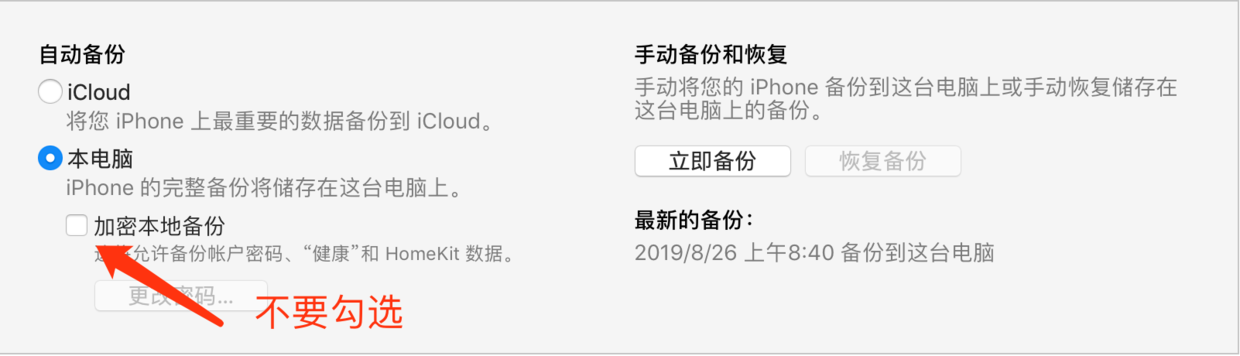 自动备份
iCloud
将您 iPhone 上最重要的数据备份到 iCloud。
本电脑
iPhone 的完整备份将储存在这台电脑上。
加密本地备份
允许备份帐户密码、“健康”和 HomeKit 数据。
更改密码...
不要勾选
手动备份和恢复
手动将您的 iPhone 备份到这台电脑上或手动恢复储存在
这台电脑上的备份。
立即备份
恢复备份
最新的备份：
2019/8/26 上午8:40 备份到这台电脑